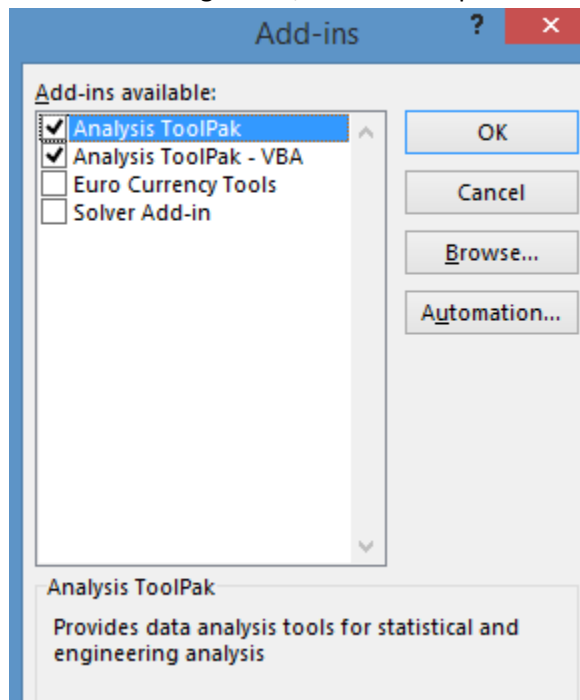 Add-ins ?
Add-ins available:
Analysis ToolPak
Analysis ToolPak - VBA
Euro Currency Tools
Solver Add-in
OK
Cancel
Browse...
Automation...
Analysis ToolPak
Provides data analysis tools for statistical and
engineering analysis